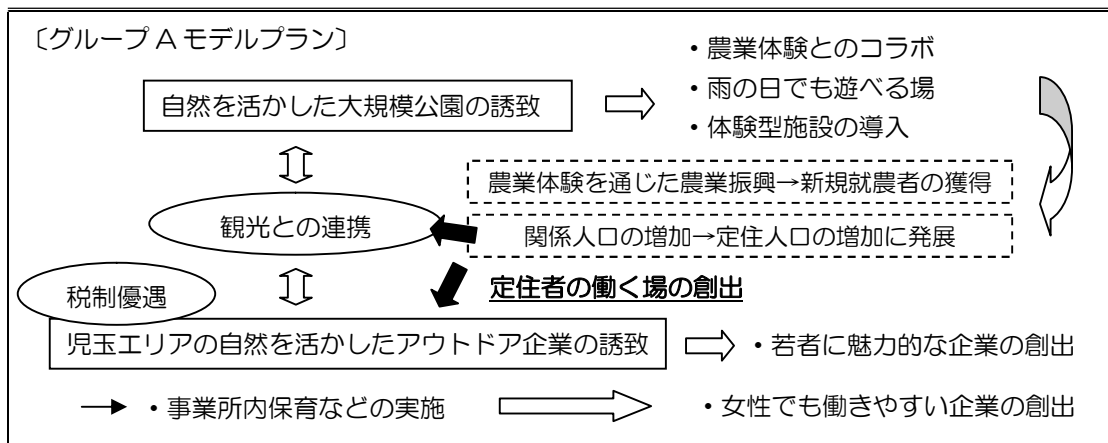 〔グループAモデルプラン〕
・農業体験とのコラボ
自然を活かした大規模公園の誘致
・雨の日でも遊べる場
・体験型施設の導入
農業体験を通じた農業振興→新規就農者の獲得
観光との連携
関係人口の増加→定住人口の増加に発展
税制優遇
定住者の働く場の創出
児玉エリアの自然を活かしたアウトドア企業の誘致
・若者に魅力的な企業の創出
・事業所内保育などの実施
・女性でも働きやすい企業の創出